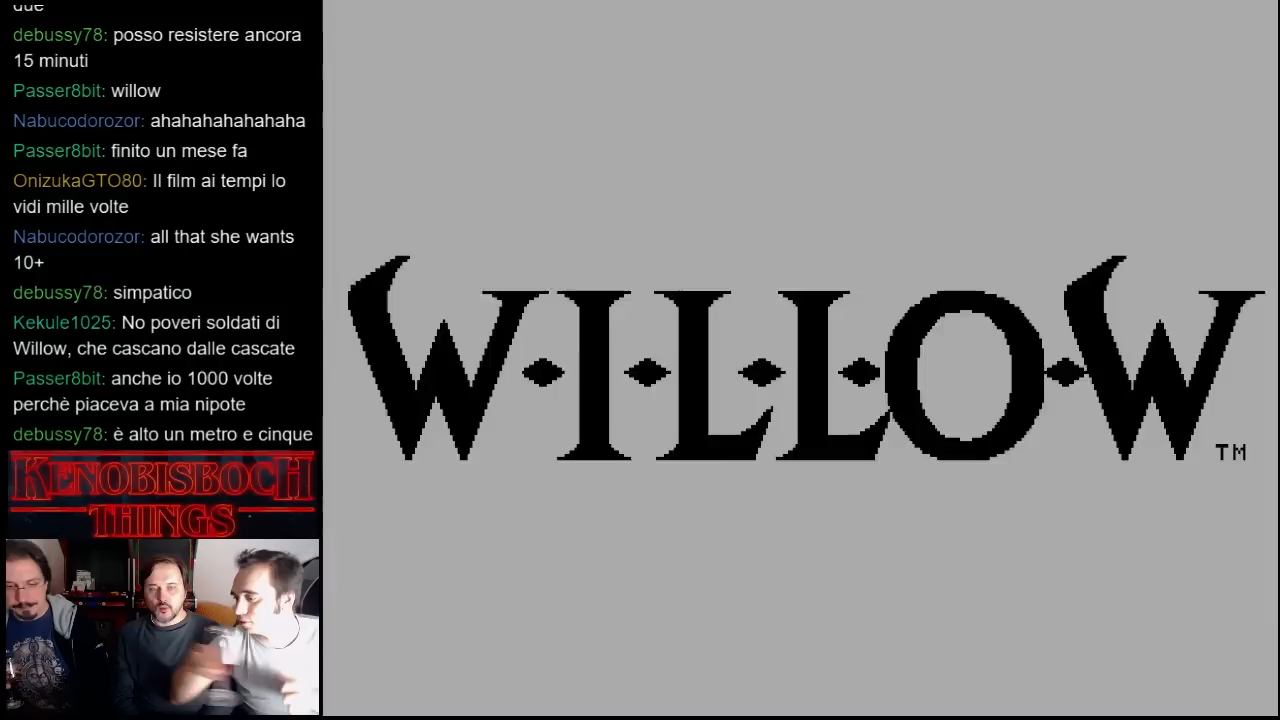 due
debussy78: posso resistere ancora
15 minuti
Passer8bit: willow
Nabucodorozor: ahahahahahahaha
Passer8bit: finito un mese fa
OnizukaGTO80: Il film ai tempi lo
vidi mille volte
Nabucodorozor: all that she wants
10+
debussy78: simpatico
Kekule1025: No poveri soldati di
Willow, che cascano dalle cascate
Passer8bit: anche io 1000 volte
perchè piaceva a mia nipote
debussy78: è alto un metro e cinque
KENOBISBOCH
THINGS
W·I·L·L·O·W
TM